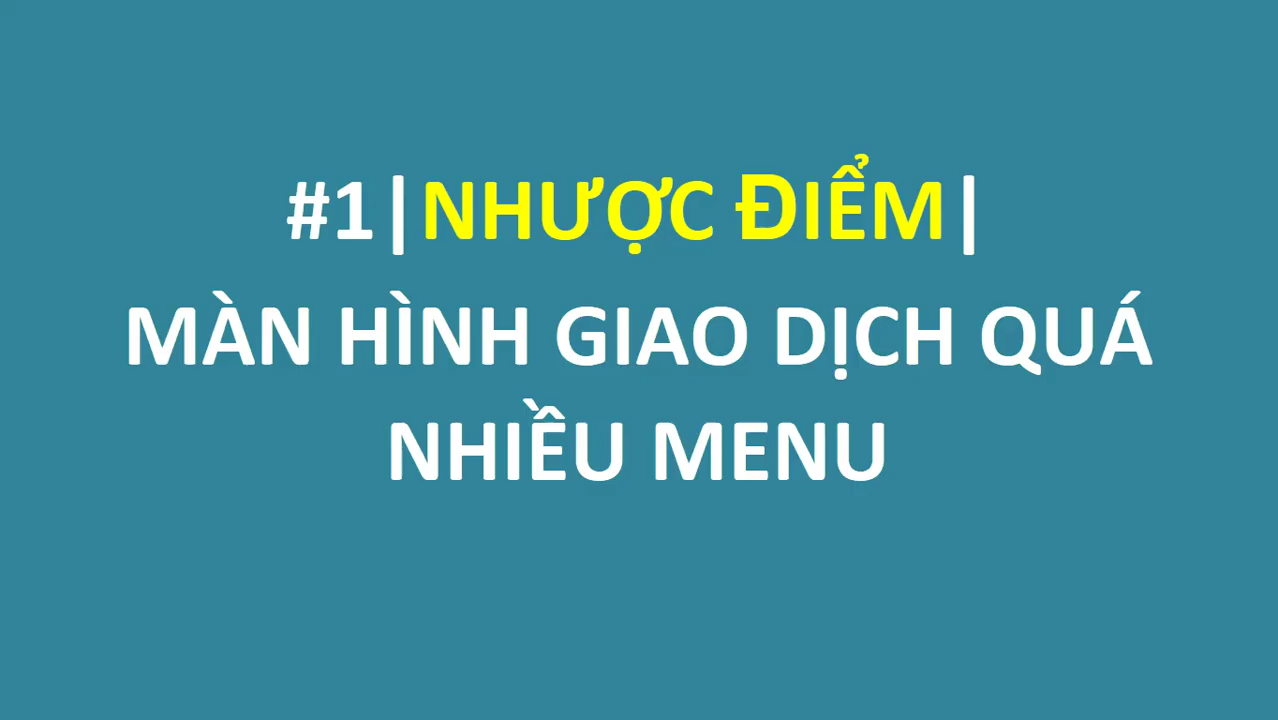 #1|NHƯỢC ĐIỂM|
MÀN HÌNH GIAO DỊCH QUÁ
NHIỀU MENU